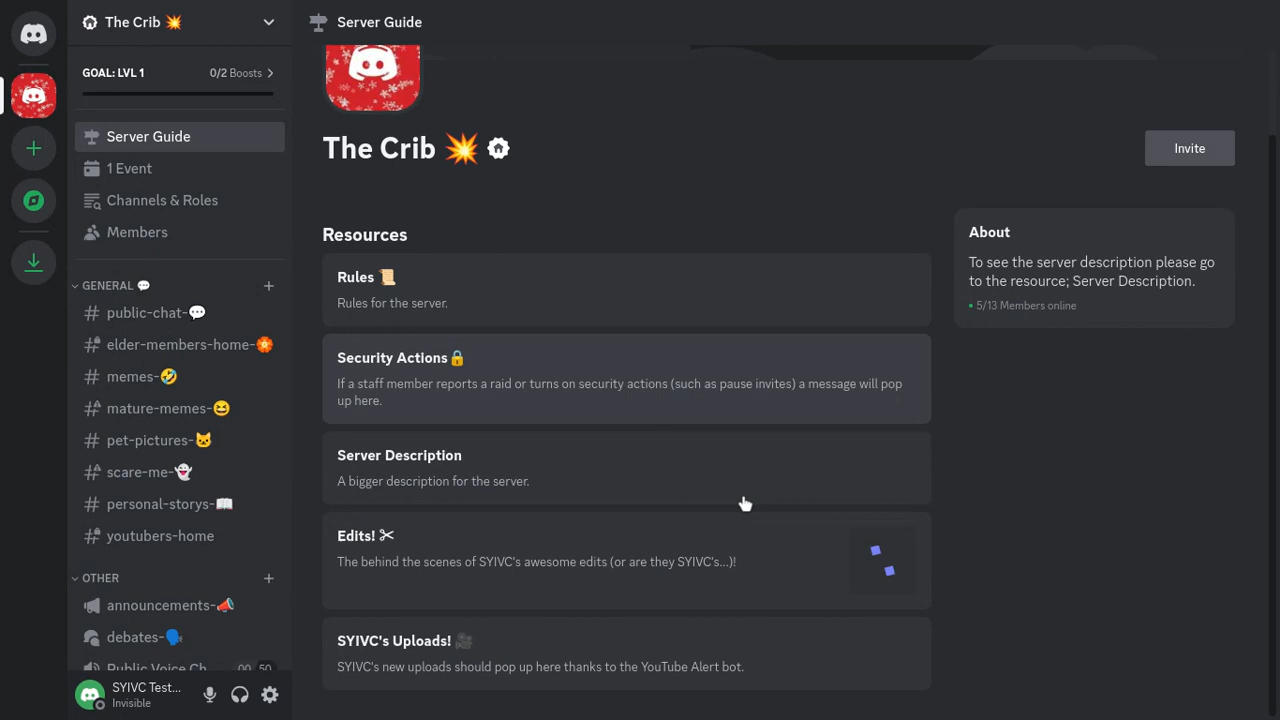 The Crib 💥
GOAL: LVL 1 0/2 Boosts
Server Guide
1 Event
Channels & Roles
Members
GENERAL 💬
public-chat-💬
elder-members-home-🏵️
memes-🤣
mature-memes-😆
pet-pictures-🐱
scare-me-👻
personal-storys-📖
youtubers-home
OTHER
announcements-📣
debates-🗣️
Public Voice Ch... 00 50
SYIVC Test...
Invisible
Server Guide
The Crib 💥
Invite
Resources
Rules 📜
Rules for the server.
Security Actions🔒
If a staff member reports a raid or turns on security actions (such as pause invites) a message will pop
up here.
Server Description
A bigger description for the server.
Edits! ✂
The behind the scenes of SYIVC's awesome edits (or are they SYIVC's...)!
SYIVC's Uploads! 🎥
SYIVC's new uploads should pop up here thanks to the YouTube Alert bot.
About
To see the server description please go
to the resource; Server Description.
5/13 Members online